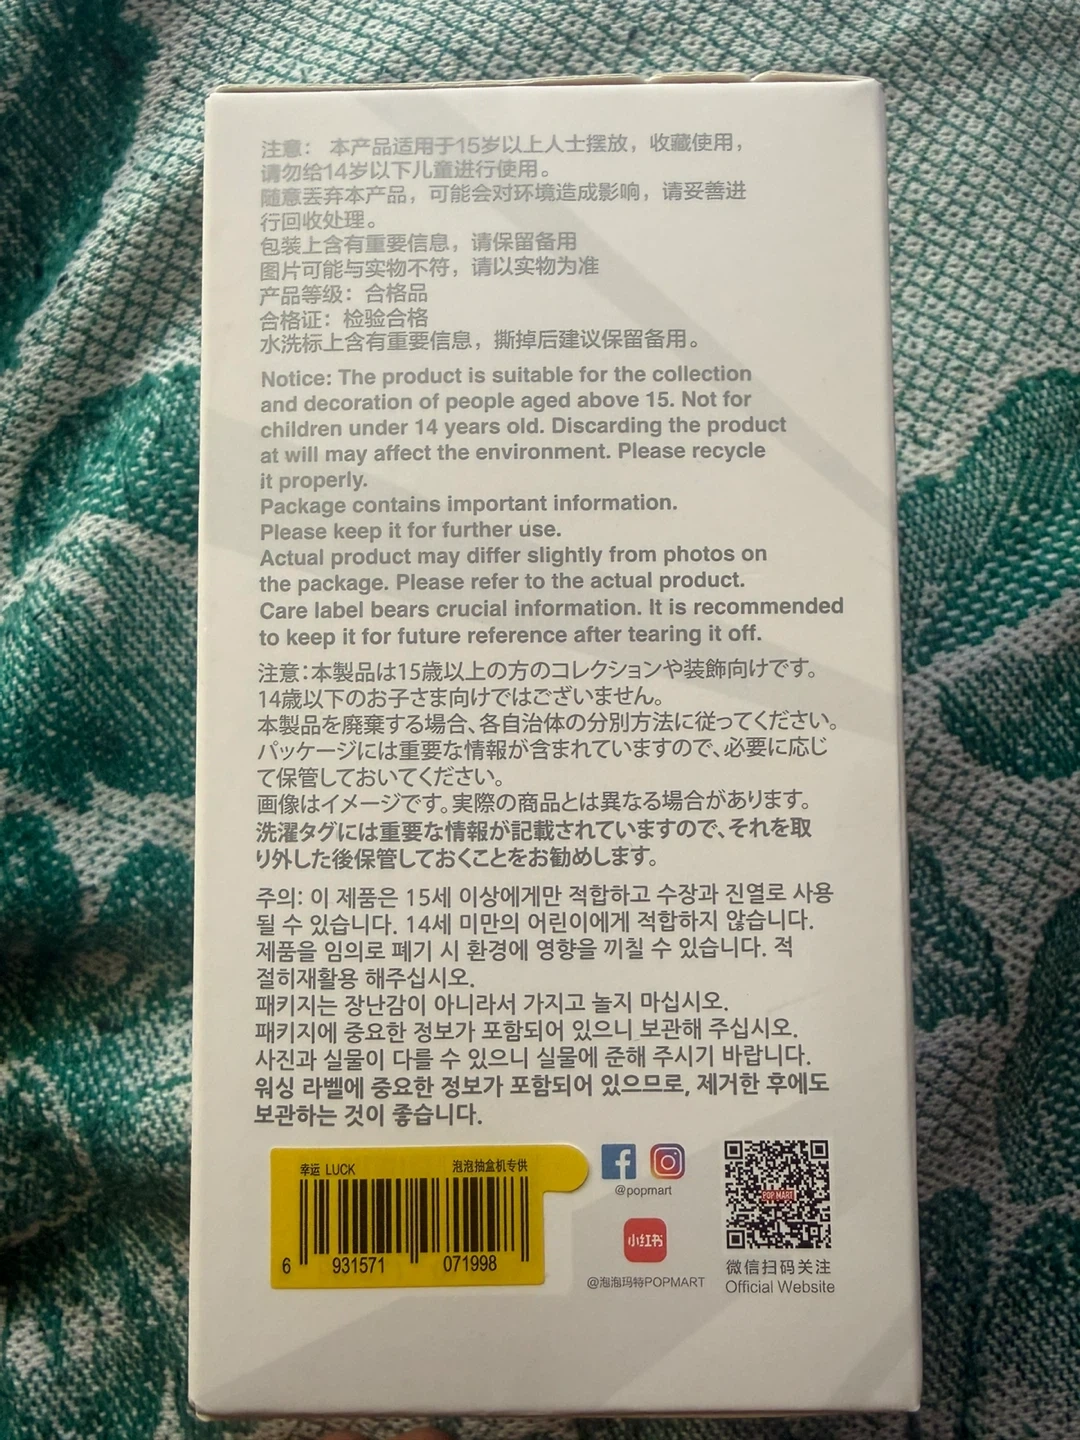 注意： 本产品适用于15岁以上人士摆放，收藏使用，
请勿给14岁以下儿童进行使用。
随意丢弃本产品，可能会对环境造成影响，请妥善进
行回收处理。
包装上含有重要信息，请保留备用
图片可能与实物不符，请以实物为准
产品等级：合格品
合格证：检验合格
水洗标上含有重要信息，撕掉后建议保留备用。
Notice: The product is suitable for the collection
and decoration of people aged above 15. Not for
children under 14 years old. Discarding the product
at will may affect the environment. Please recycle
it properly.
Package contains important information.
Please keep it for further use.
Actual product may differ slightly from photos on
the package. Please refer to the actual product.
Care label bears crucial information. It is recommended
to keep it for future reference after tearing it off.
注意：本製品は15歳以上の方のコレクションや装飾向けです。
14歳以下のお子さま向けではございません。
本製品を廃棄する場合、各自治体の分別方法に従ってください。
パッケージには重要な情報が含まれていますので、必要に応じ
て保管しておいてください。
画像はイメージです。実際の商品とは異なる場合があります。
洗濯タグには重要な情報が記載されていますので、それを取
り外した後保管しておくことをお勧めします。
주의: 이 제품은 15세 이상에게만 적합하고 수장과 진열로 사용
될 수 있습니다. 14세 미만의 어린이에게 적합하지 않습니다.
제품을 임의로 폐기 시 환경에 영향을 끼칠 수 있습니다. 적
절히재활용 해주십시오.
패키지는 장난감이 아니라서 가지고 놀지 마십시오.
패키지에 중요한 정보가 포함되어 있으니 보관해 주십시오.
사진과 실물이 다를 수 있으니 실물에 준해 주시기 바랍니다.
워싱 라벨에 중요한 정보가 포함되어 있으므로, 제거한 후에도
보관하는 것이 좋습니다.
幸运 LUCK 泡泡抽盒机专供
6 931571 071998
@popmart
小红书
@泡泡玛特POPMART
POP MART
微信扫码关注
Official Website